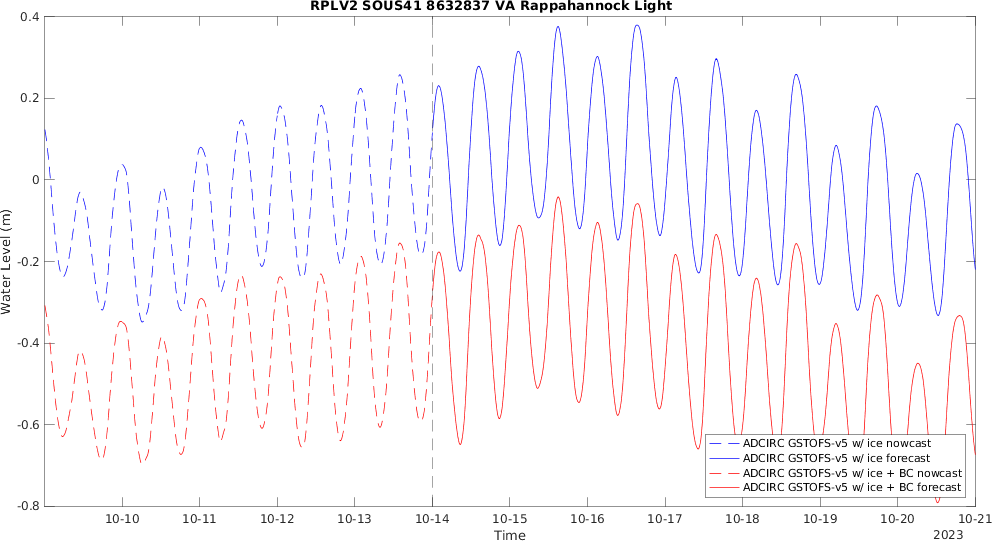 RPLV2 SOUS41 8632837 VA Rappahannock Light
0.4
0.2
0
-0.2
-0.4
-0.6
-0.8
Water Level (m)
ADCIRC GSTOFS-v5 w/ ice nowcast
ADCIRC GSTOFS-v5 w/ ice forecast
ADCIRC GSTOFS-v5 w/ ice + BC nowcast
ADCIRC GSTOFS-v5 w/ ice + BC forecast
10-10 10-11 10-12 10-13 10-14 10-15 10-16 10-17 10-18 10-19 10-20 10-21
Time
2023